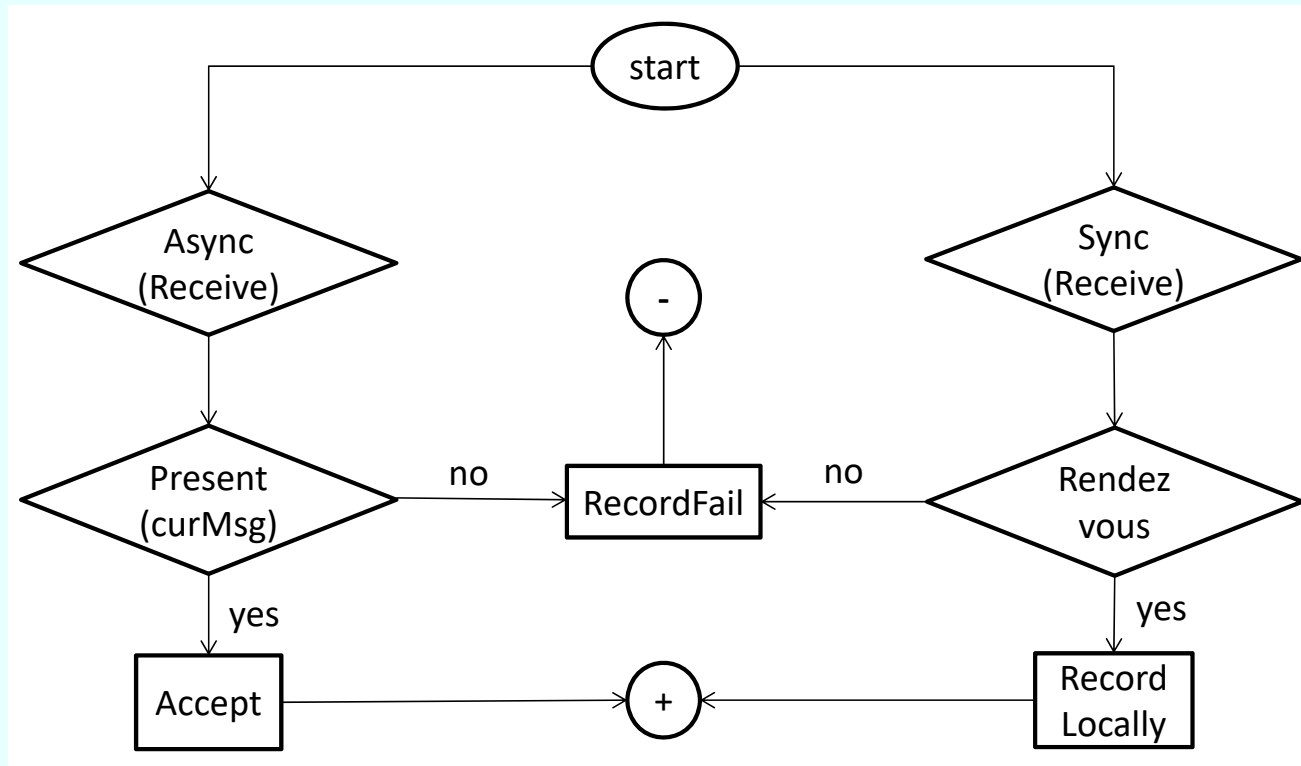 start
Async
(Receive)
Sync
(Receive)
-
Present
(curMsg)
no
RecordFail
no
Rendez
vous
yes
yes
Accept
+
Record
Locally